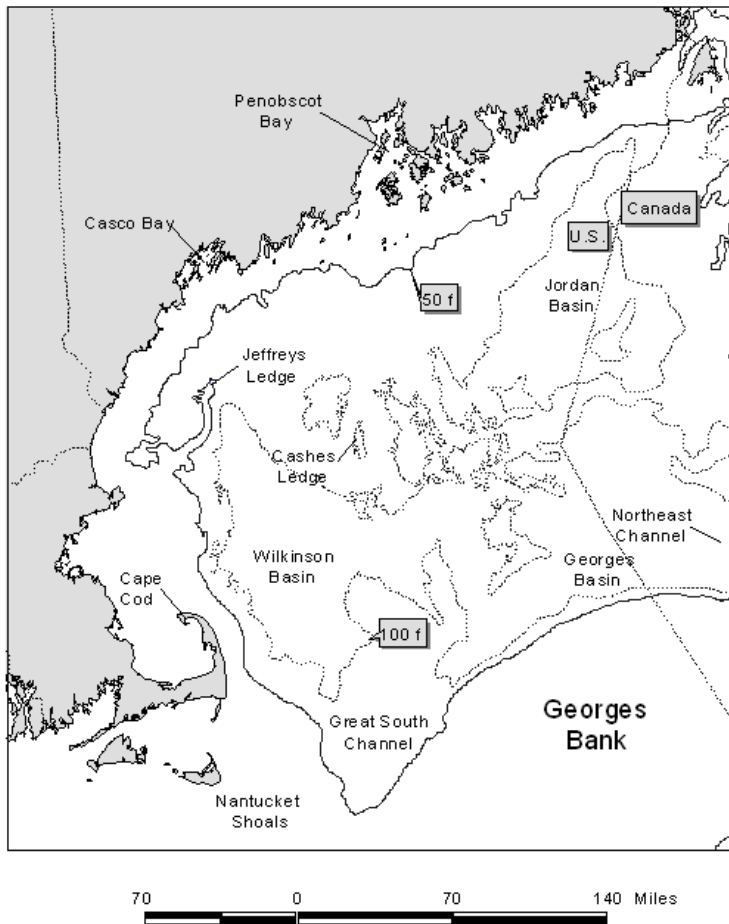 Penobscot
Bay
Casco Bay
Canada
U.S.
Jordan
Basin
50 f
Jeffreys
Ledge
Cashes
Ledge
Northeast
Channel
Wilkinson
Basin
Georges
Basin
Cape
Cod
100 f
Great South
Channel
Georges
Bank
Nantucket
Shoals
70 0 70 140 Miles